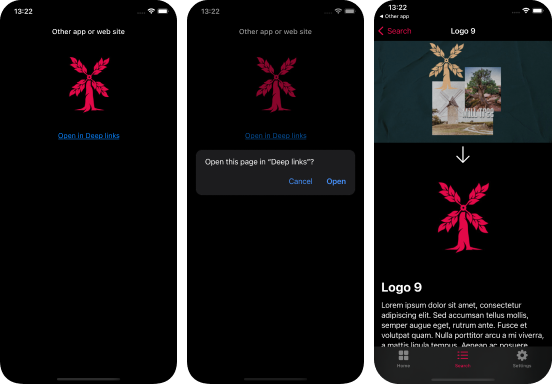 13:22
Other app or web site
Open in Deep links
13:22
Other app or web site
Open in Deep links
Open this page in “Deep links”?
Cancel Open
13:22
Other app
Search Logo 9
MILL TREE
Logo 9
Lorem ipsum dolor sit amet, consectetur
adipiscing elit. Sed accumsan tellus mollis,
semper augue eget, rutrum ante. Fusce et
volutpat quam. Nulla porttitor arcu a mi viverra,
a mattis ligula tempus. Aenean ac posuere
Home Search Settings